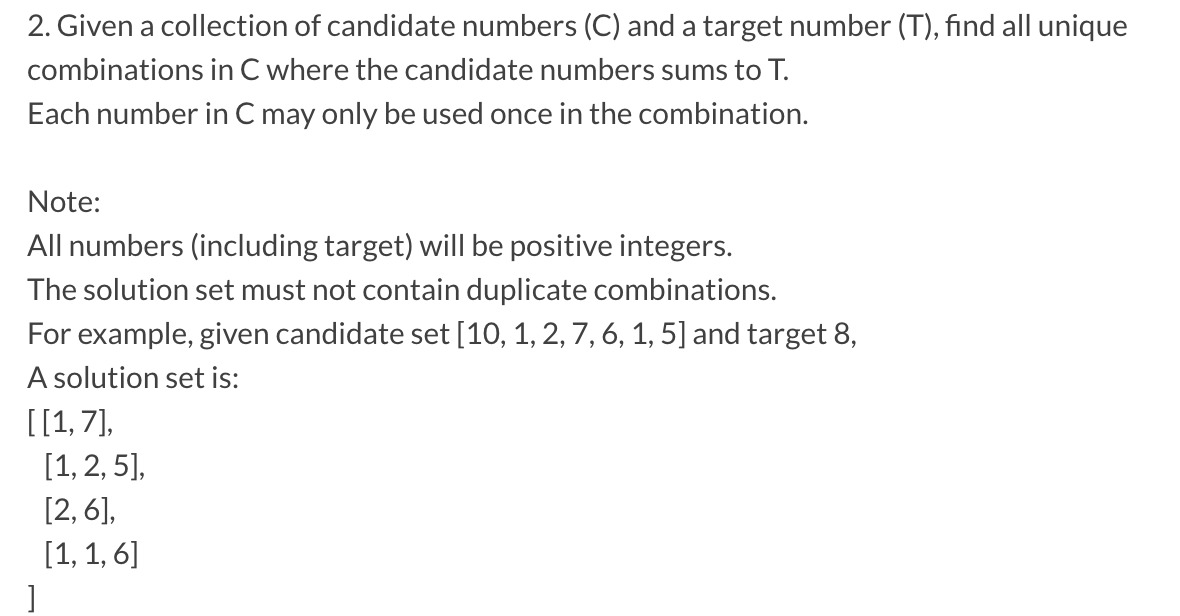 2. Given a collection of candidate numbers (C) and a target number (T), find all unique
combinations in C where the candidate numbers sums to T.
Each number in C may only be used once in the combination.
Note:
All numbers (including target) will be positive integers.
The solution set must not contain duplicate combinations.
For example, given candidate set [10, 1, 2, 7, 6, 1, 5] and target 8,
A solution set is:
[ [1, 7],
[1, 2, 5],
[2, 6],
[1, 1, 6]
]